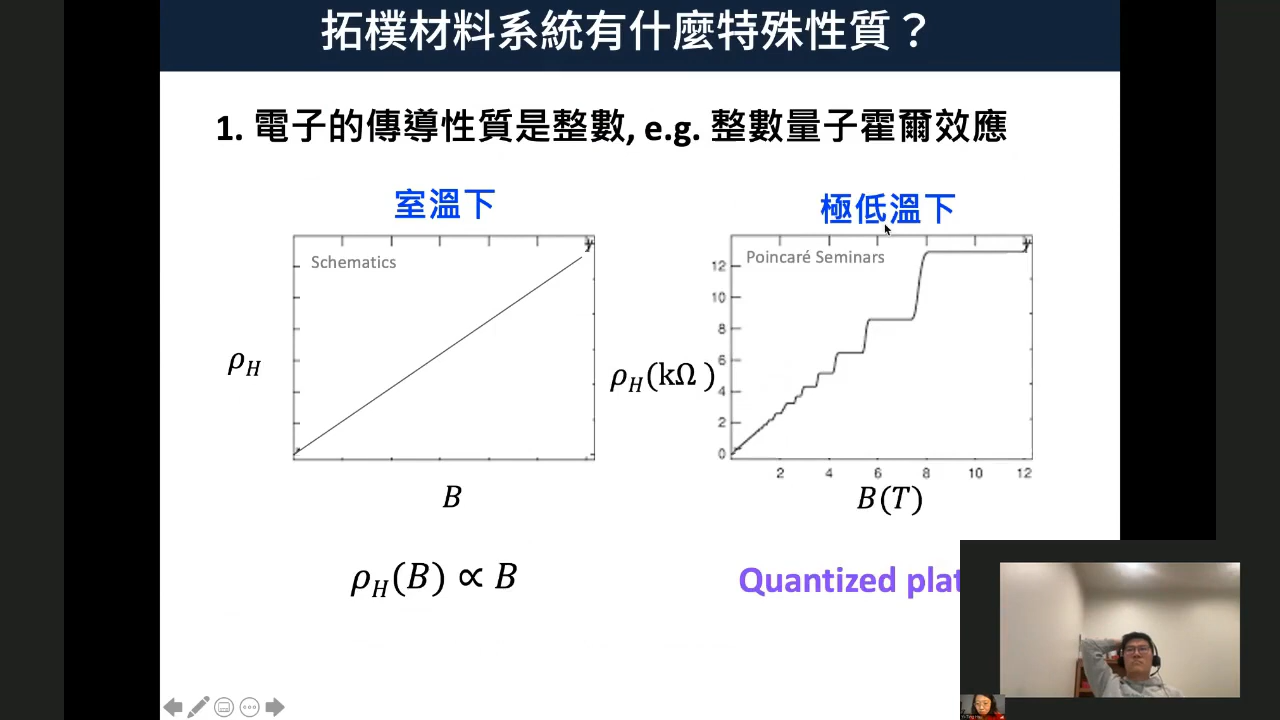 拓樸材料系統有什麼特殊性質？
1. 電子的傳導性質是整數, e.g. 整數量子霍爾效應
室溫下
極低溫下
Schematics
ρH
B
Poincaré Seminars
ρH(kΩ )
12
10
8
6
4
2
0
2 4 6 8 10 12
B(T)
ρH(B) ∝ B
Quantized plat